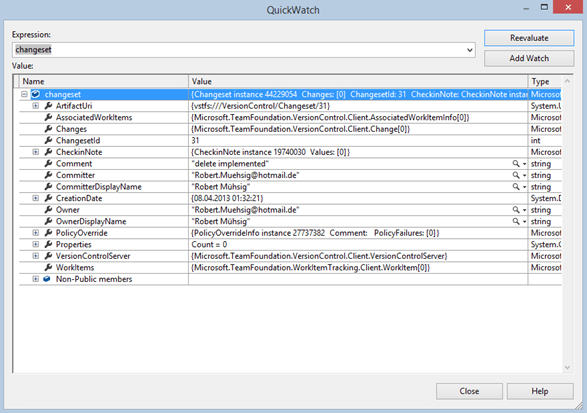 QuickWatch
Expression:
changeset
Reevaluate
Add Watch
Value:
Name Value Type
changeset {Changeset instance 44229054 Changes: [0] ChangesetId: 31 CheckinNote: CheckinNote instan Microsof
ArtifactUri {vstfs:///VersionControl/Changeset/31} System.U
AssociatedWorkItems {Microsoft.TeamFoundation.VersionControl.Client.AssociatedWorkItemInfo[0]} Microsof
Changes {Microsoft.TeamFoundation.VersionControl.Client.Change[0]} Microsof
ChangesetId 31 int
CheckinNote {CheckinNote instance 19740030 Values: [0]} Microsof
Comment "delete implemented" string
Committer "Robert.Muehsig@hotmail.de" string
CommitterDisplayName "Robert Mühsig" string
CreationDate {08.04.2013 01:32:21} System.D
Owner "Robert.Muehsig@hotmail.de" string
OwnerDisplayName "Robert Mühsig" string
PolicyOverride {PolicyOverrideInfo instance 27737382 Comment: PolicyFailures: [0]} Microsof
Properties Count = 0 System.C
VersionControlServer {Microsoft.TeamFoundation.VersionControl.Client.VersionControlServer} Microsof
WorkItems {Microsoft.TeamFoundation.WorkItemTracking.Client.WorkItem[0]} Microsof
Non-Public members
Close
Help